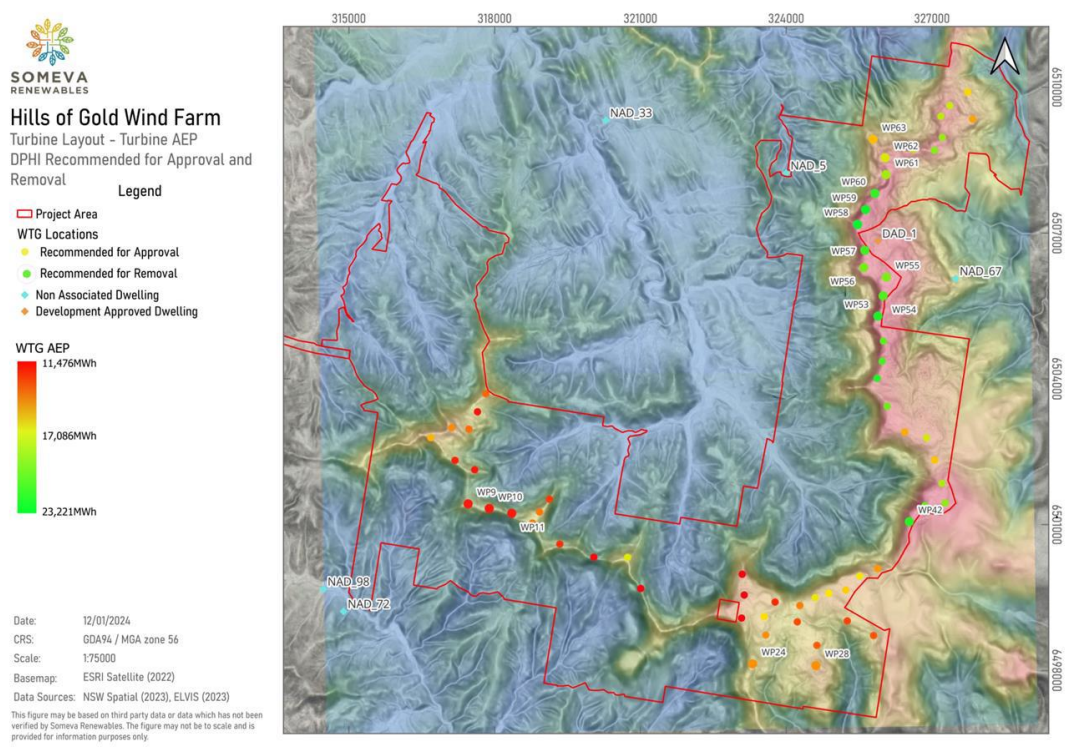 SOMEVA
RENEWABLES
Hills of Gold Wind Farm
Turbine Layout - Turbine AEP
DPHI Recommended for Approval and
Removal
Legend
Project Area
WTG Locations
Recommended for Approval
Recommended for Removal
Non Associated Dwelling
Development Approved Dwelling
WTG AEP
11,476MWh
17,086MWh
23,221MWh
Date: 12/01/2024
CRS: GDA94 / MGA zone 56
Scale: 1:75000
Basemap: ESRI Satellite (2022)
Data Sources: NSW Spatial (2023), ELVIS (2023)
This figure may be based on third party data or data which has not been
verified by Someva Renewables. The figure may not be to scale and is
provided for information purposes only.
315000 318000 321000 324000 327000
6510000
6507000
6504000
6501000
6498000
NAD_33
NAD_5
WP63
WP62
WP61
WP60
WP59
WP58
DAD_1
WP57
WP55
NAD_67
WP56
WP53
WP54
WP9
WP10
WP11
WP42
NAD_98
NAD_72
WP24
WP28